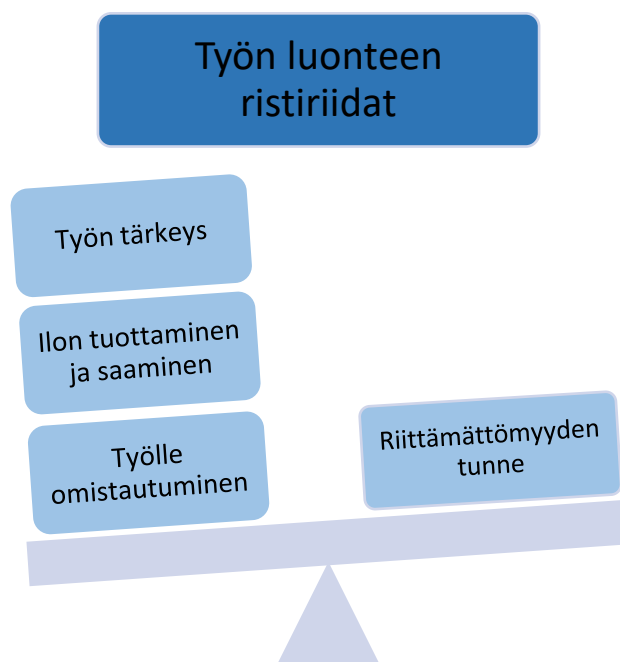 Työn luonteen
ristiriidat
Työn tärkeys
Ilon tuottaminen
ja saaminen
Työlle
omistautuminen
Riittämättömyyden
tunne